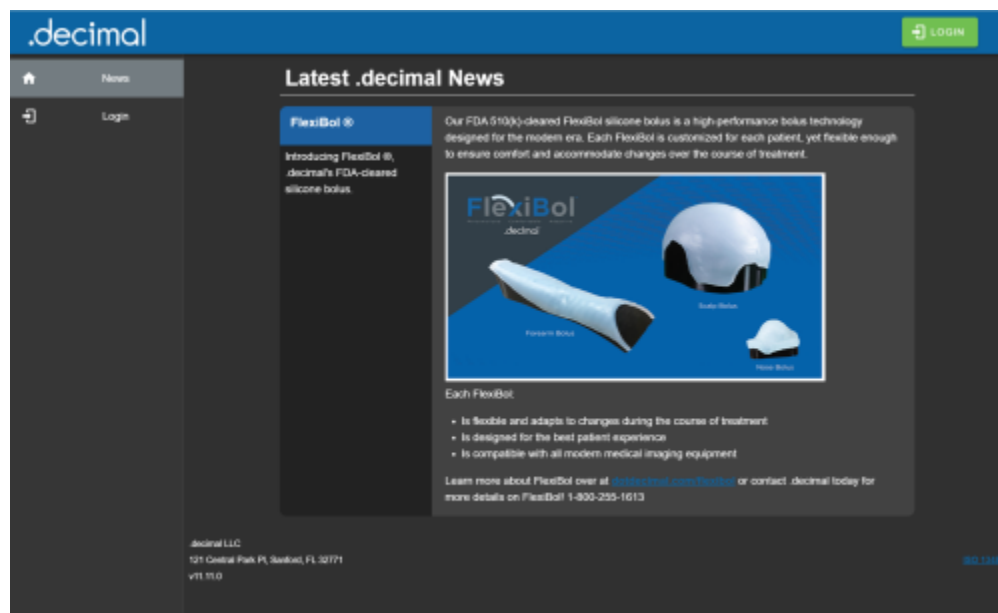 .decimal
LOGIN
News
Login
Latest .decimal News
FlexiBol ®
Introducing FlexiBol ®,
.decimal's FDA-cleared
silicone bolus.
Our FDA 510(k)-cleared FlexiBol silicone bolus is a high-performance bolus technology
designed for the modern era. Each FlexiBol is customized for each patient, yet flexible enough
to ensure comfort and accommodate changes over the course of treatment.
FlexiBol
.decimal
Scalp Bolus
Forearm Bolus
Nose Bolus
Each FlexiBol:
• Is flexible and adapts to changes during the course of treatment
• Is designed for the best patient experience
• Is compatible with all modern medical imaging equipment
Learn more about FlexiBol over at or contact .decimal today for
more details on FlexiBol! 1-800-255-1613
.decimal LLC
121 Central Park Pl, Sanford, FL 32771
v11.11.0